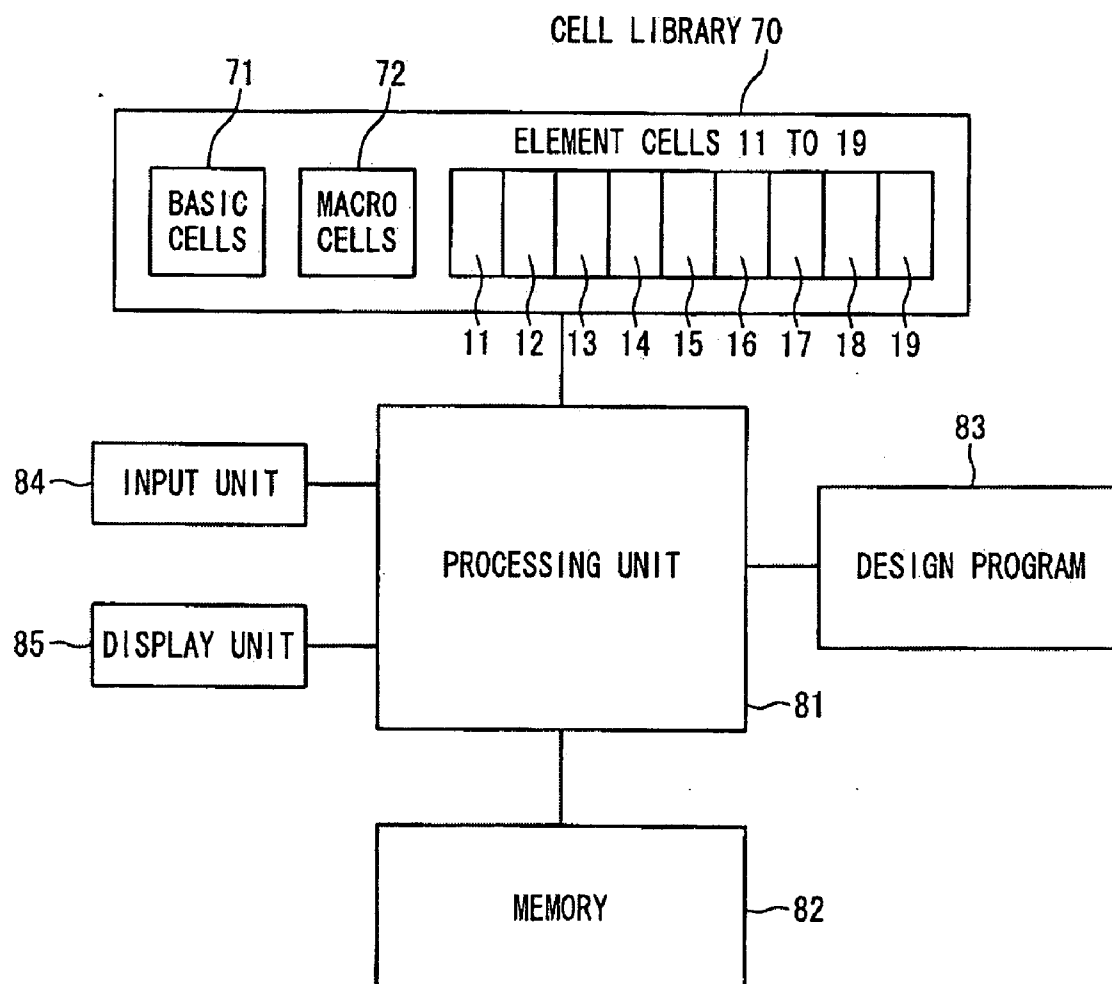 CELL LIBRARY 70
71
72
ELEMENT CELLS 11 TO 19
BASIC
CELLS
MACRO
CELLS
11 12 13 14 15 16 17 18 19
84
INPUT UNIT
83
PROCESSING UNIT
DESIGN PROGRAM
85
DISPLAY UNIT
81
MEMORY
82